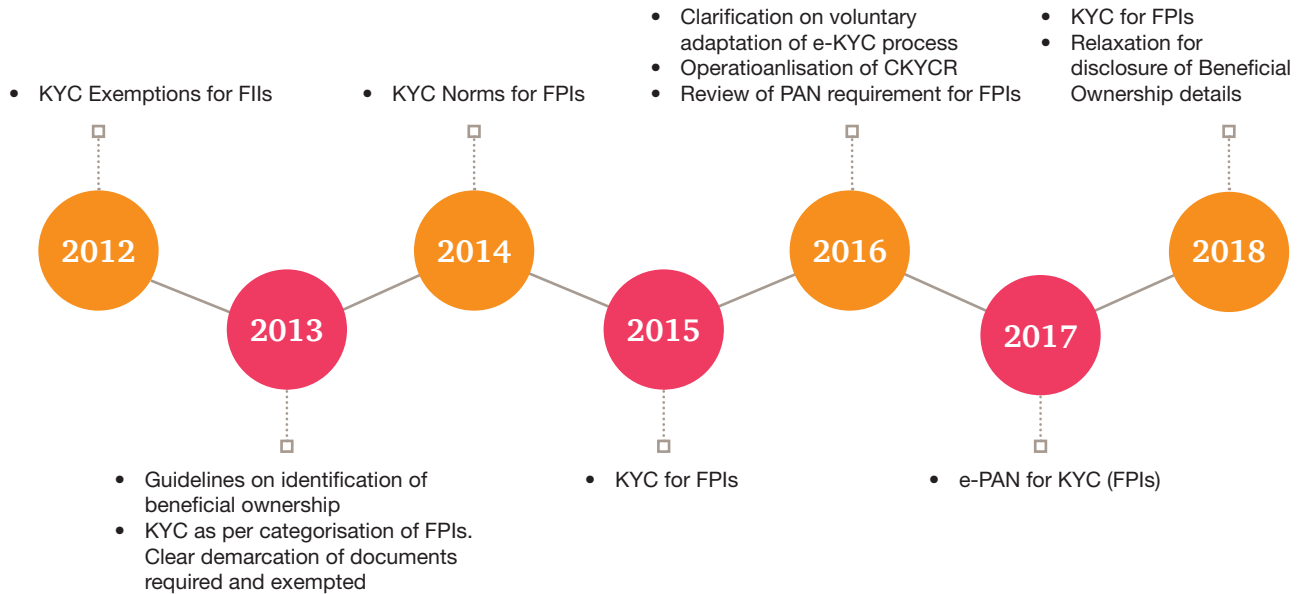 • KYC Exemptions for FIIs
2012
• Guidelines on identification of
beneficial ownership
• KYC as per categorisation of FPIs.
Clear demarcation of documents
required and exempted
2013
• KYC Norms for FPIs
2014
• KYC for FPIs
2015
• Clarification on voluntary
adaptation of e-KYC process
• Operatioanlisation of CKYCR
• Review of PAN requirement for FPIs
2016
• e-PAN for KYC (FPIs)
2017
• KYC for FPIs
• Relaxation for
disclosure of Beneficial
Ownership details
2018